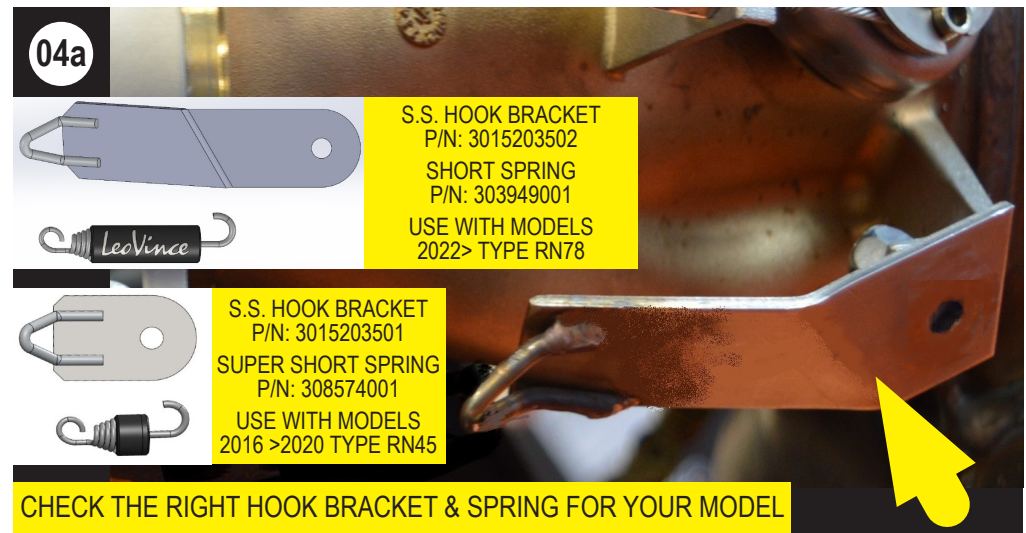 04a
S.S. HOOK BRACKET
P/N: 3015203502
SHORT SPRING
P/N: 303949001
USE WITH MODELS
2022> TYPE RN78
LeoVince
S.S. HOOK BRACKET
P/N: 3015203501
SUPER SHORT SPRING
P/N: 308574001
USE WITH MODELS
2016 >2020 TYPE RN45
CHECK THE RIGHT HOOK BRACKET & SPRING FOR YOUR MODEL